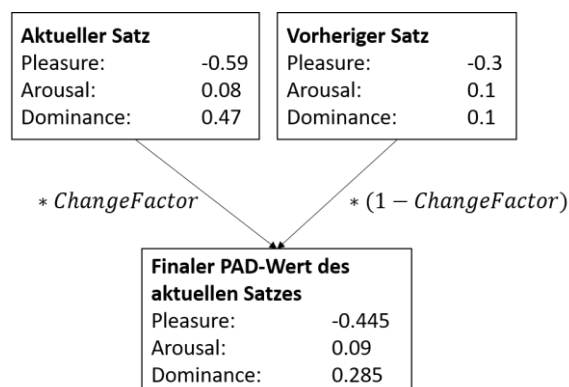 Aktueller Satz
Pleasure: -0.59
Arousal: 0.08
Dominance: 0.47
Vorheriger Satz
Pleasure: -0.3
Arousal: 0.1
Dominance: 0.1
* ChangeFactor
* (1 − ChangeFactor)
Finaler PAD-Wert des
aktuellen Satzes
Pleasure: -0.445
Arousal: 0.09
Dominance: 0.285